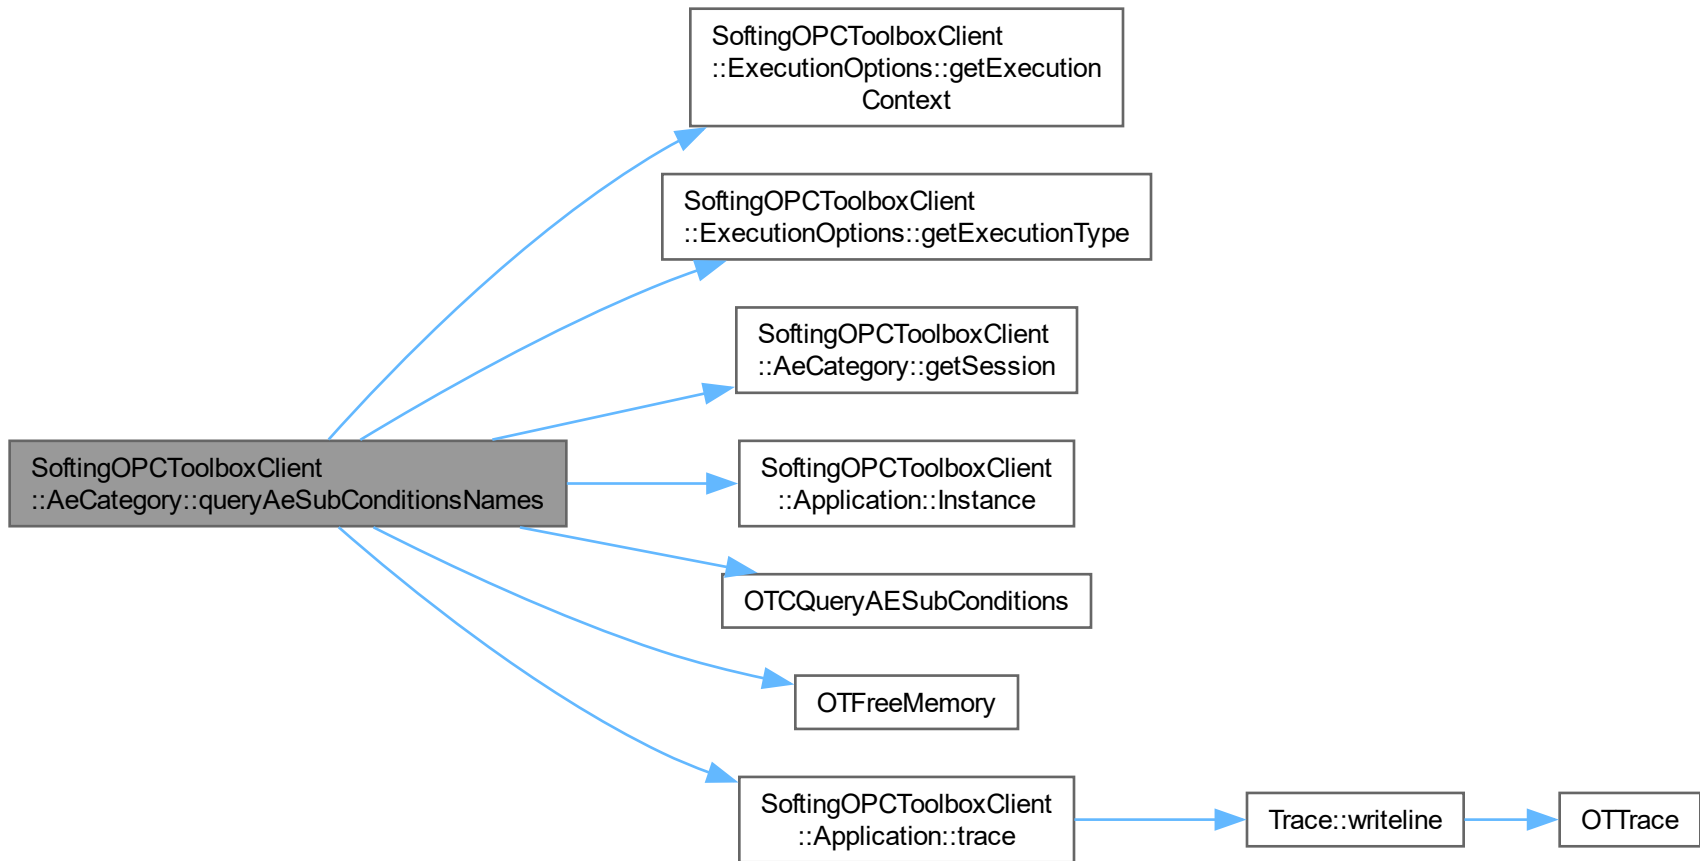 SoftingOPCToolboxClient
::ExecutionOptions::getExecution
Context
SoftingOPCToolboxClient
::ExecutionOptions::getExecutionType
SoftingOPCToolboxClient
::AeCategory::getSession
SoftingOPCToolboxClient
::AeCategory::queryAeSubConditionsNames
SoftingOPCToolboxClient
::Application::Instance
OTCQueryAESubConditions
OTFreeMemory
SoftingOPCToolboxClient
::Application::trace
Trace::writeline
OTTrace